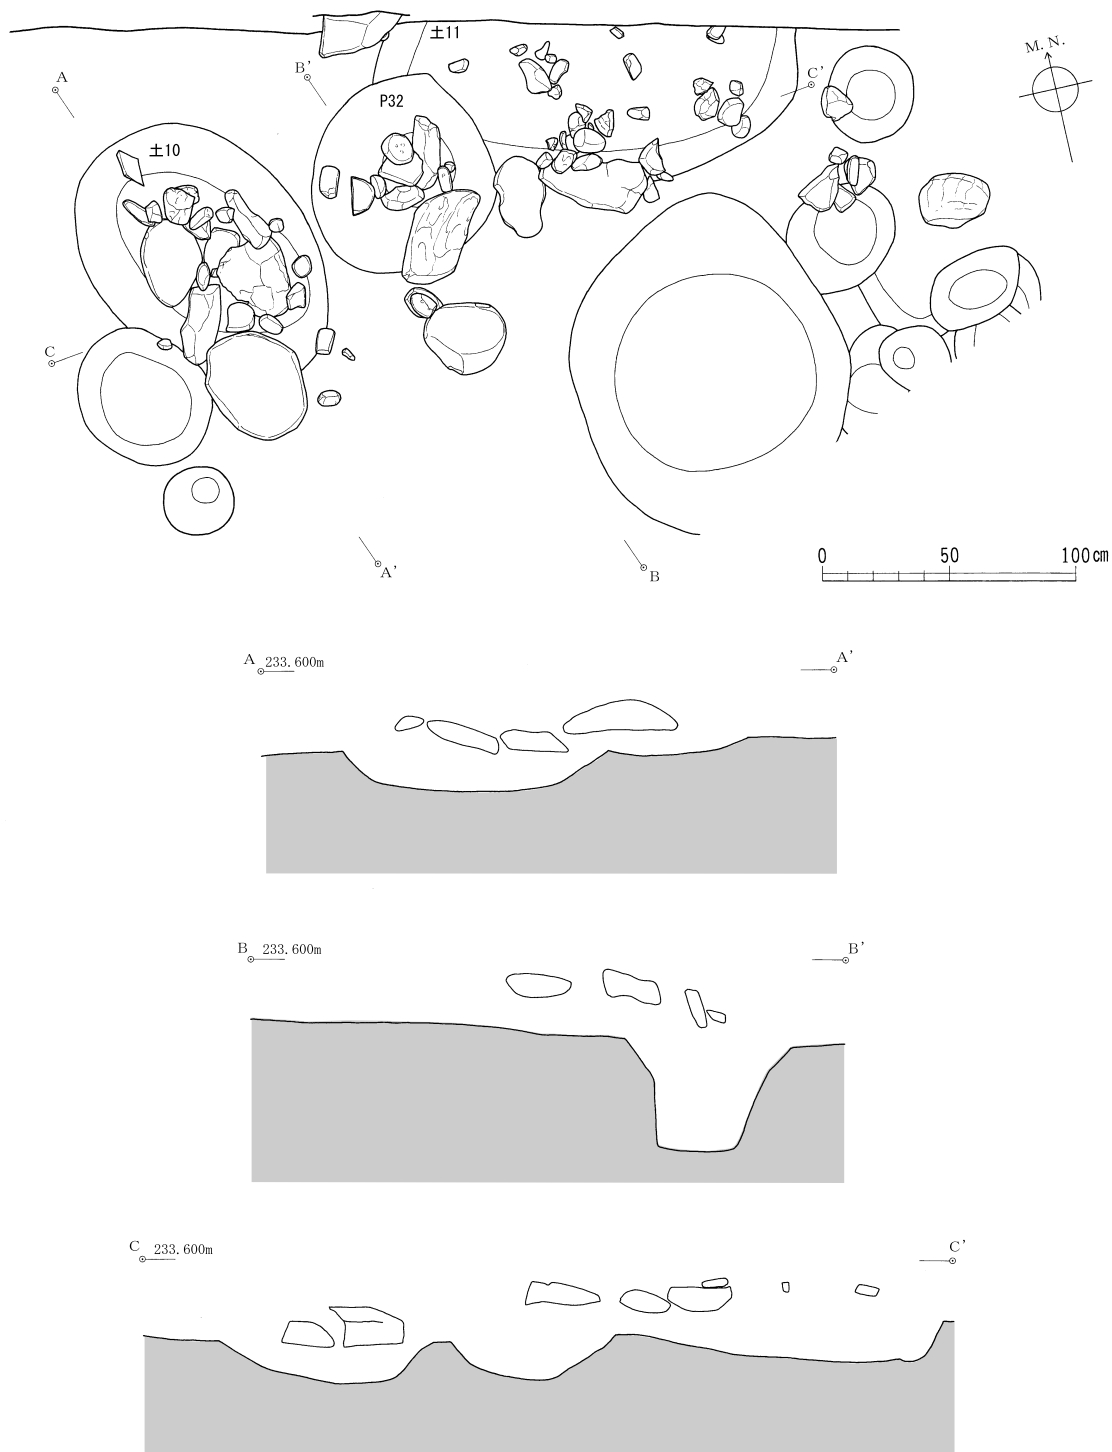 土11
M. N.
A
B'
C'
P32
土10
C
A'
B
0 50 100cm
A 233.600m A'
B 233.600m B'
C 233.600m C'